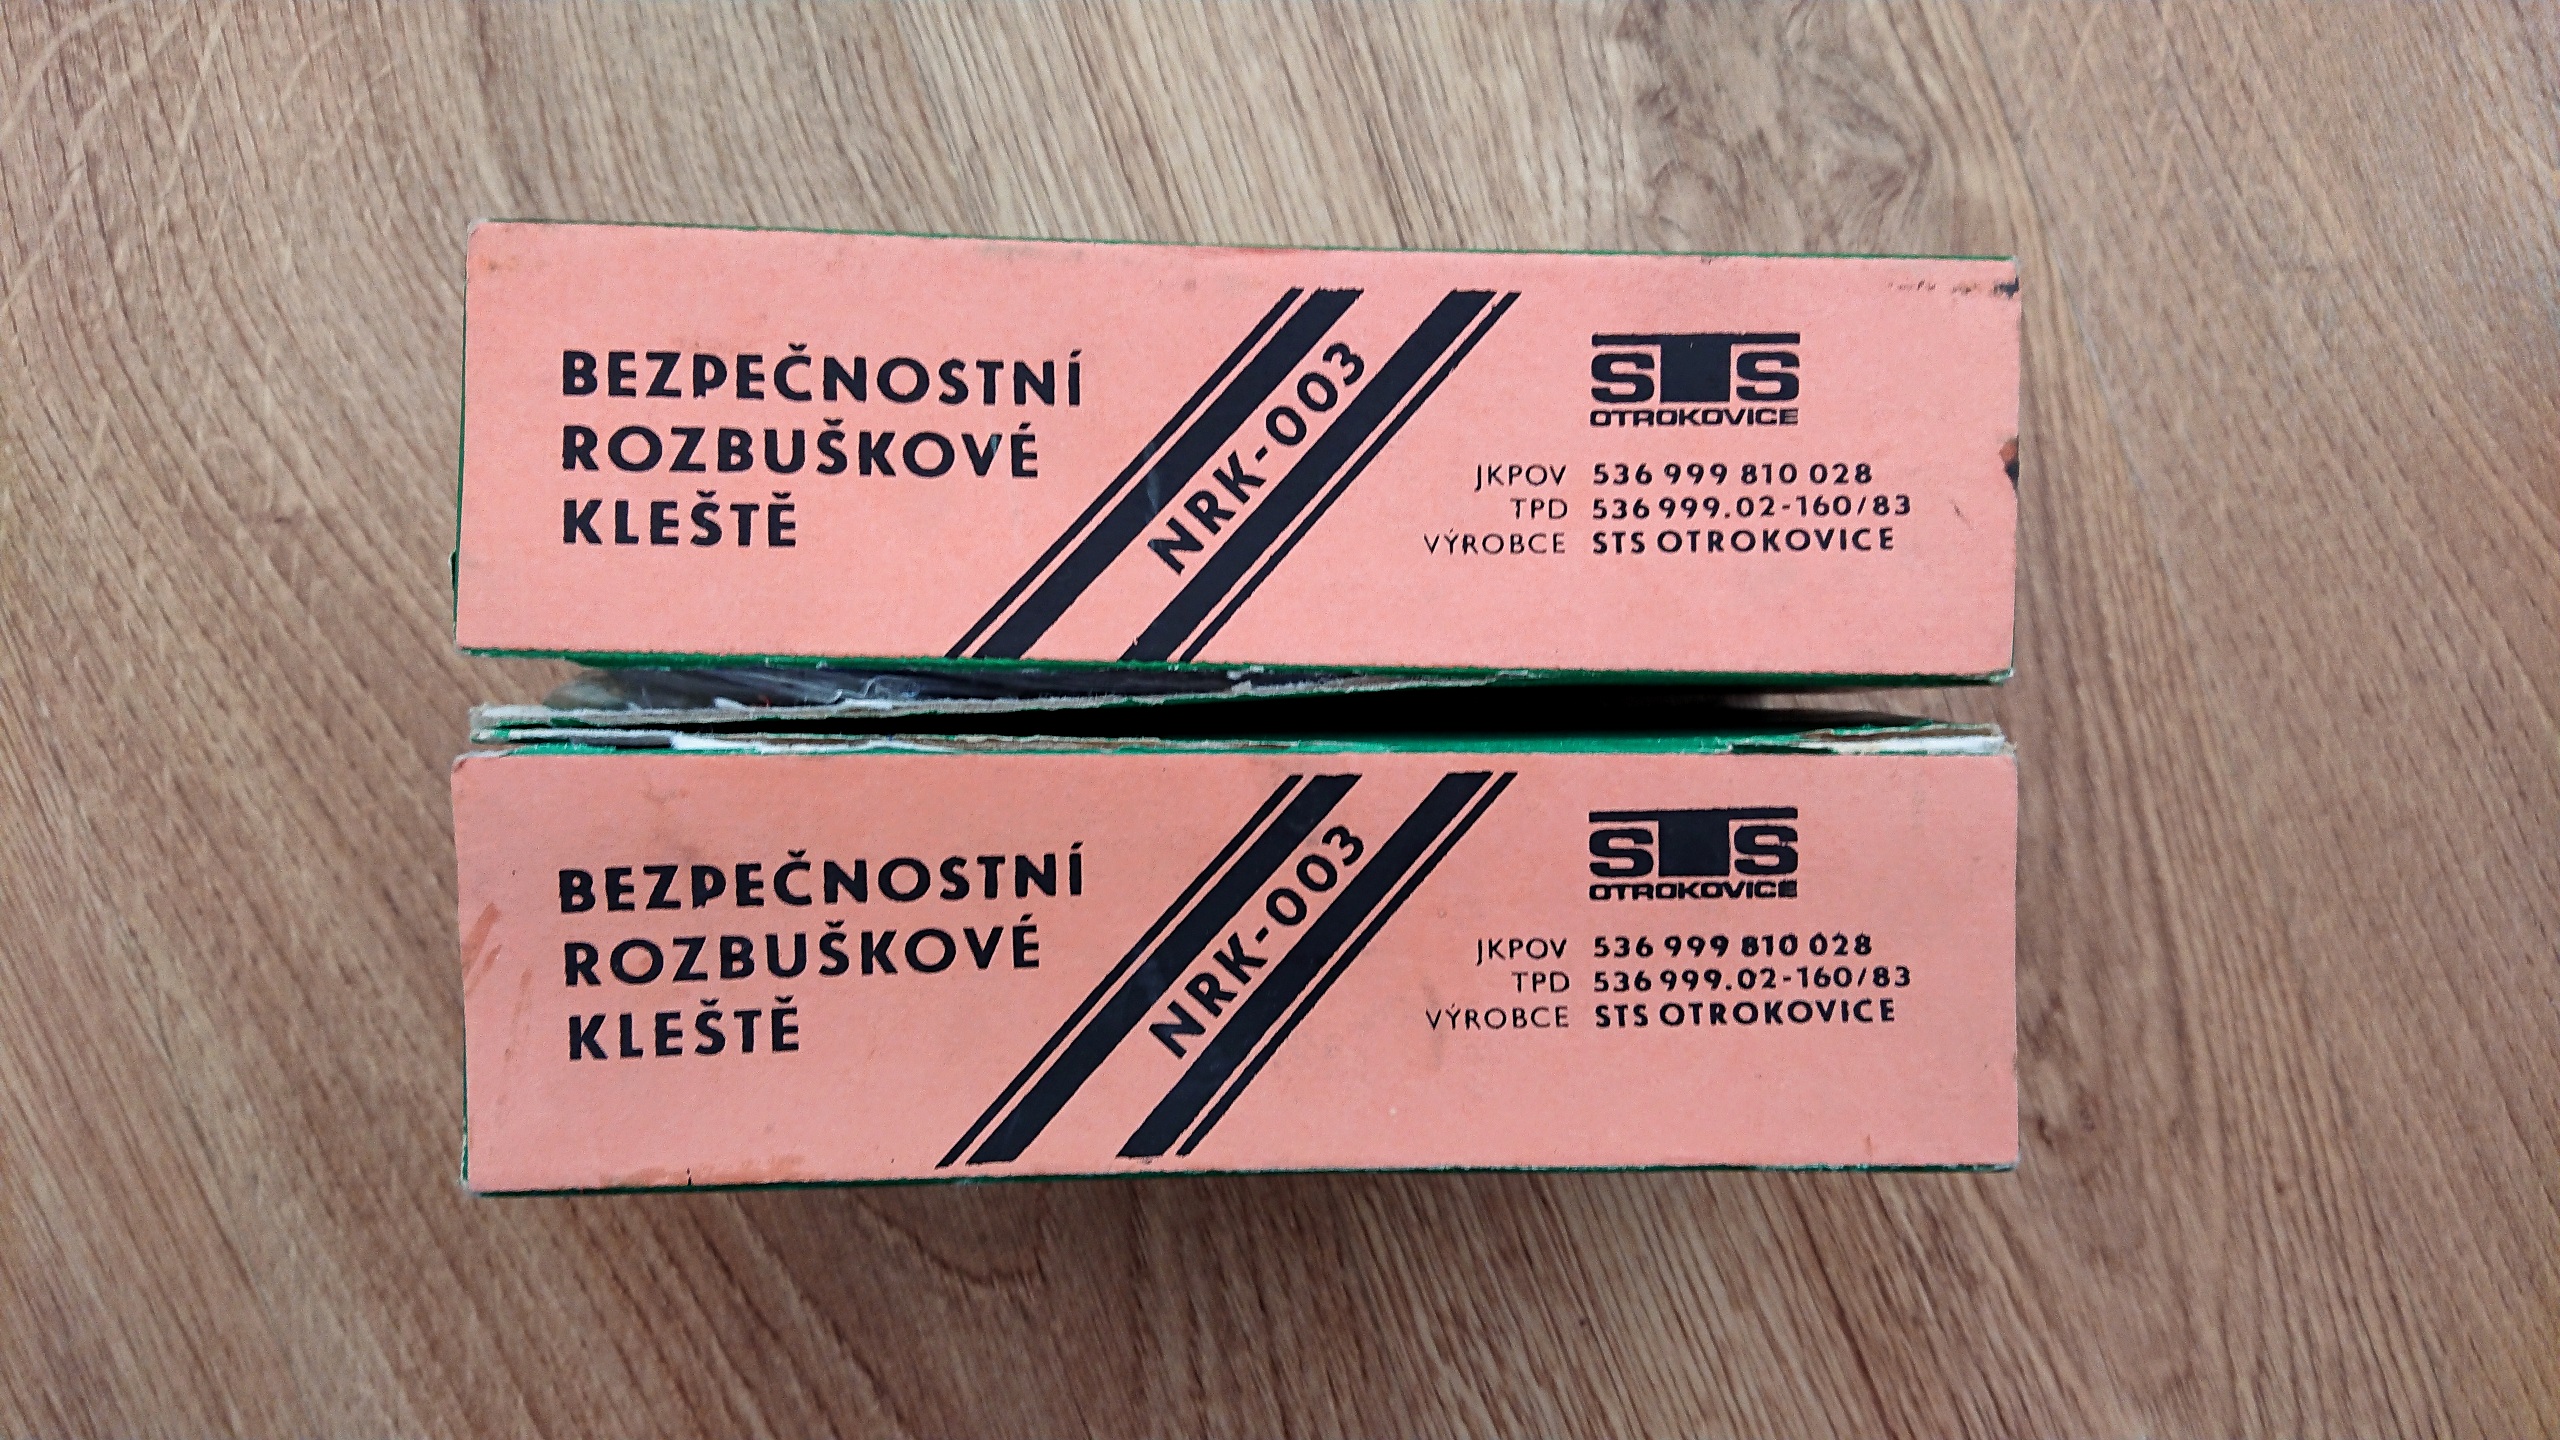 BEZPEČNOSTNÍ
ROZBUŠKOVÉ
KLEŠTĚ
NRK-003
STS
OTROKOVICE
JKPOV 536 999 810 028
TPD 536 999.02-160/83
VÝROBCE STS OTROKOVICE
BEZPEČNOSTNÍ
ROZBUŠKOVÉ
KLEŠTĚ
NRK-003
STS
OTROKOVICE
JKPOV 536 999 810 028
TPD 536 999.02-160/83
VÝROBCE STS OTROKOVICE